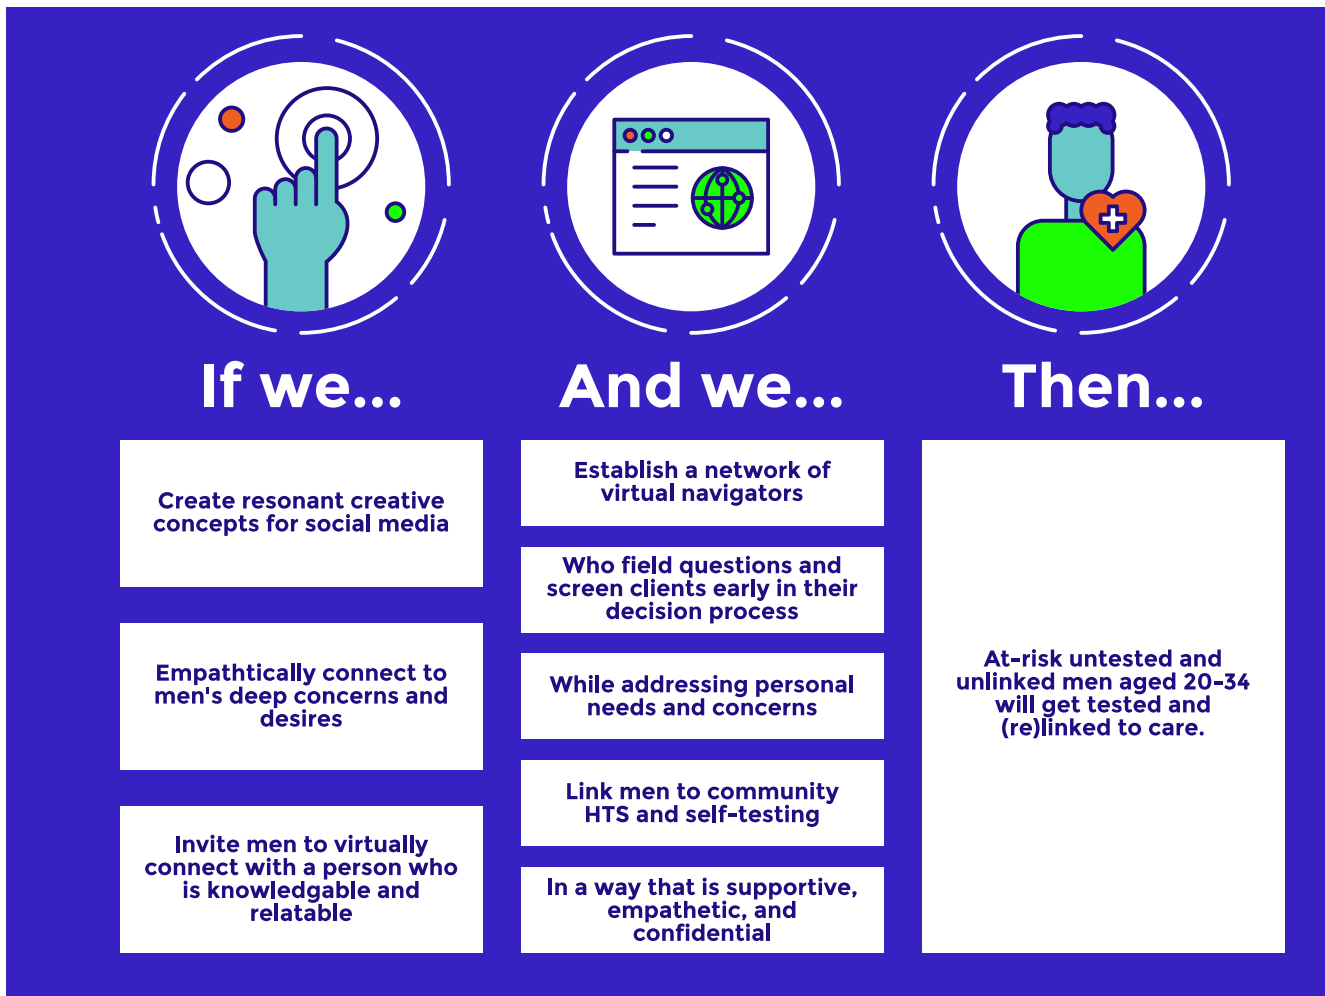 If we...
Create resonant creative
concepts for social media
Empathtically connect to
men's deep concerns and
desires
Invite men to virtually
connect with a person who
is knowledgable and
relatable
And we...
Establish a network of
virtual navigators
Who field questions and
screen clients early in their
decision process
While addressing personal
needs and concerns
Link men to community
HTS and self-testing
In a way that is supportive,
empathetic, and
confidential
Then...
At-risk untested and
unlinked men aged 20-34
will get tested and
(re)linked to care.